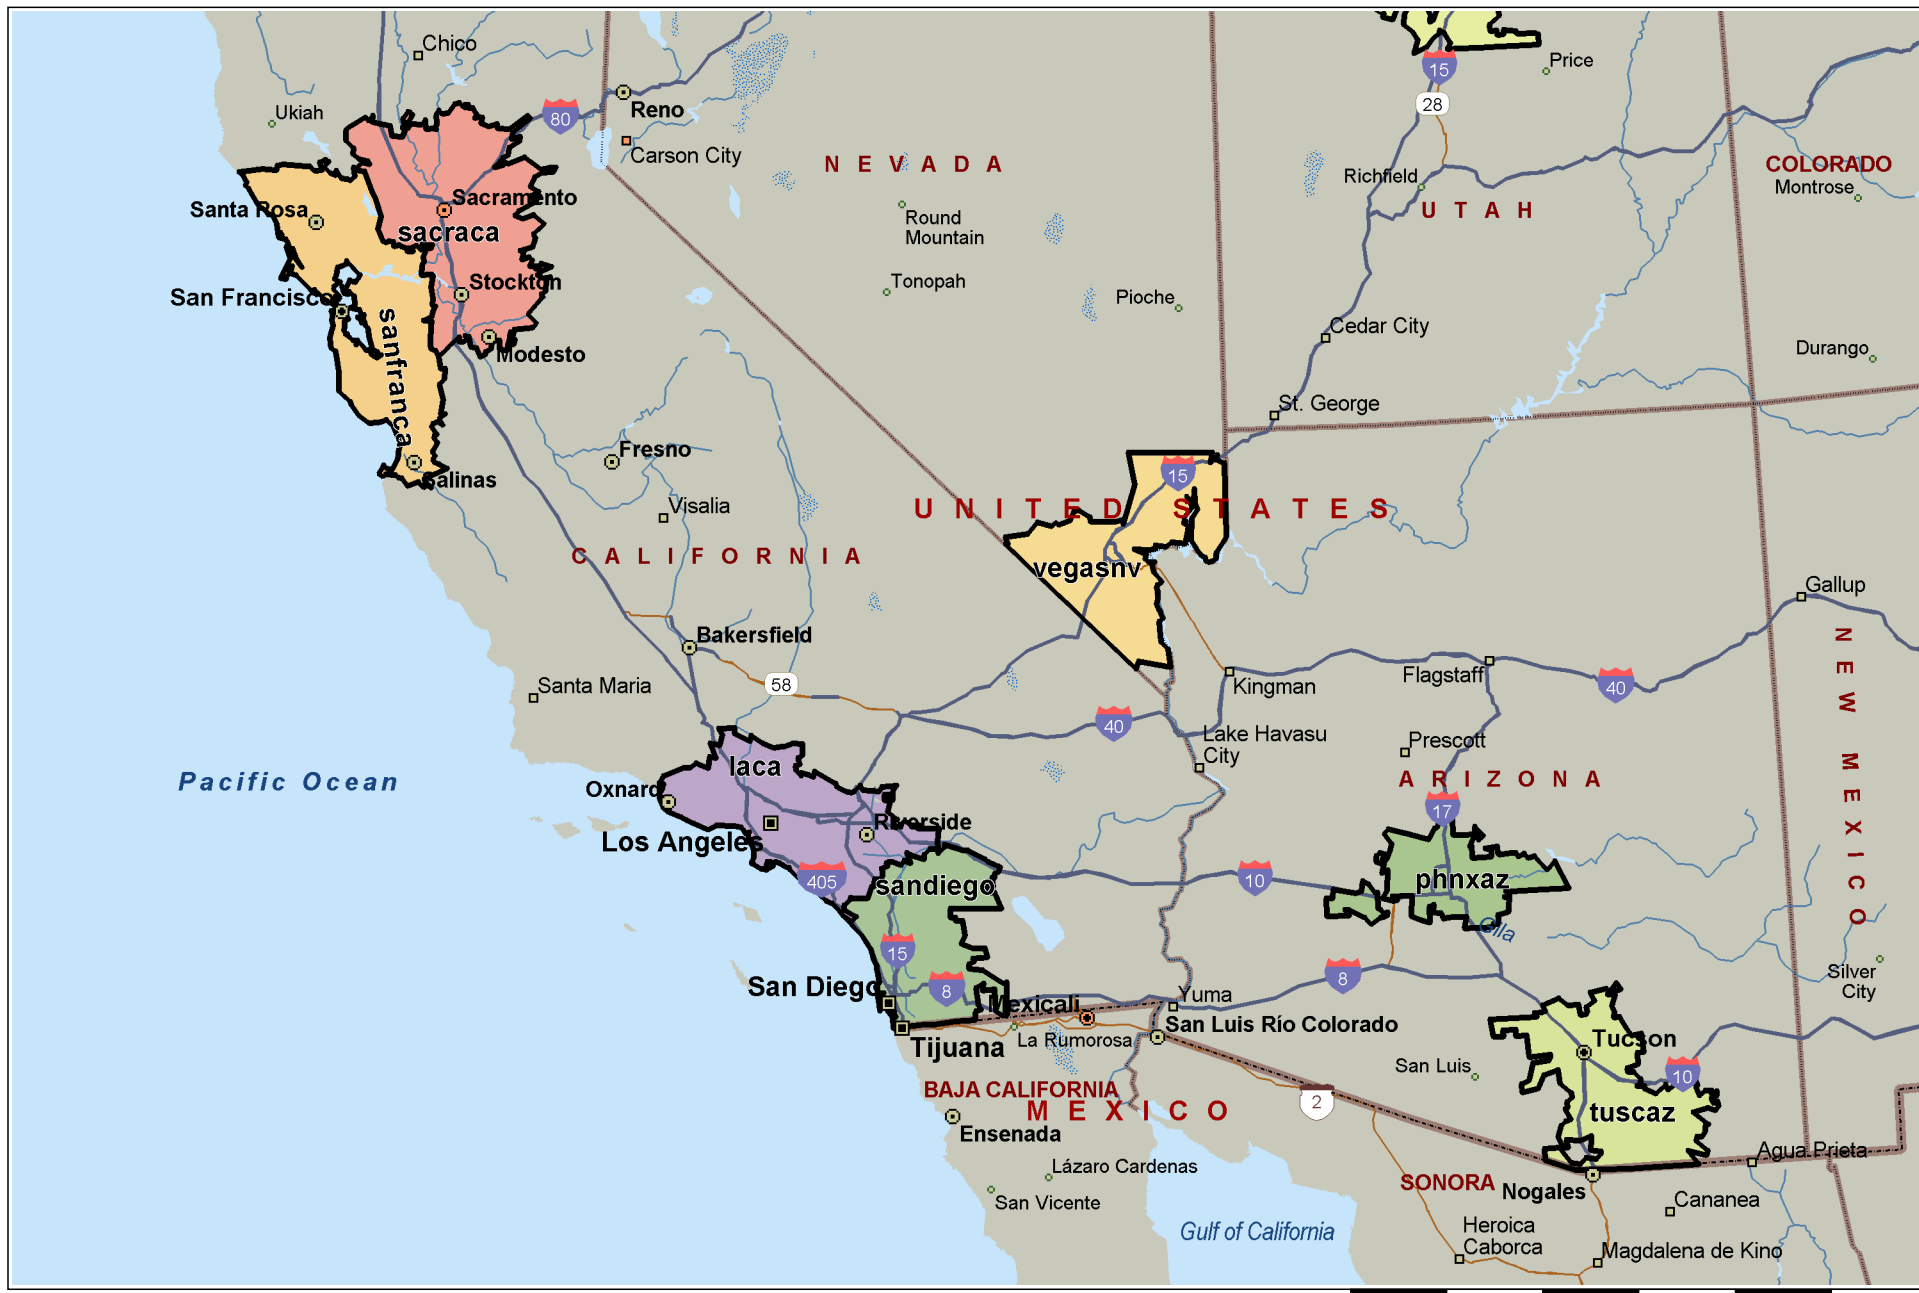 Chico
15
Price
28
Ukiah
80
Reno
Carson City
N E V A D A
COLORADO
Richfield
Montrose
Sacramento
Santa Rosa
sacraca
Round
Mountain
U T A H
Stockton
San Francisco
Tonopah
Pioche
sanfranca
Modesto
Cedar City
Durango
St. George
Fresno
Salinas
15
Visalia
U N I T E D S T A T E S
C A L I F O R N I A
vegasnv
Gallup
Bakersfield
N E W M E X I C O
58
Santa Maria
Kingman
Flagstaff
40
40
Lake Havasu
City
Prescott
laca
Pacific Ocean
A R I Z O N A
Oxnard
17
Riverside
Los Angeles
405
sandiego
10
phnxaz
Gila
15
San Diego
8
8
Silver
City
Mexicali
Yuma
San Luis Río Colorado
Tijuana
La Rumorosa
Tucson
San Luis
10
BAJA CALIFORNIA
M E X I C O
2
tuscaz
Ensenada
Agua Prieta
Lázaro Cardenas
SONORA
Nogales
San Vicente
Cananea
Gulf of California
Heroica
Caborca
Magdalena de Kino